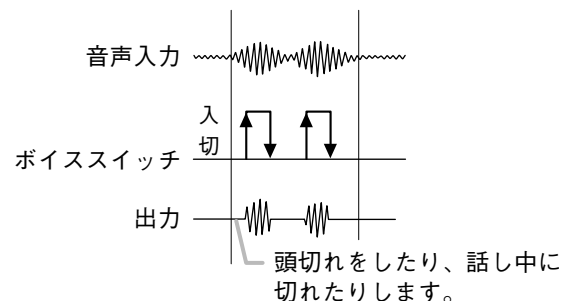 音声入力
入
切
ボイススイッチ
出力
頭切れをしたり、話し中に
切れたりします。